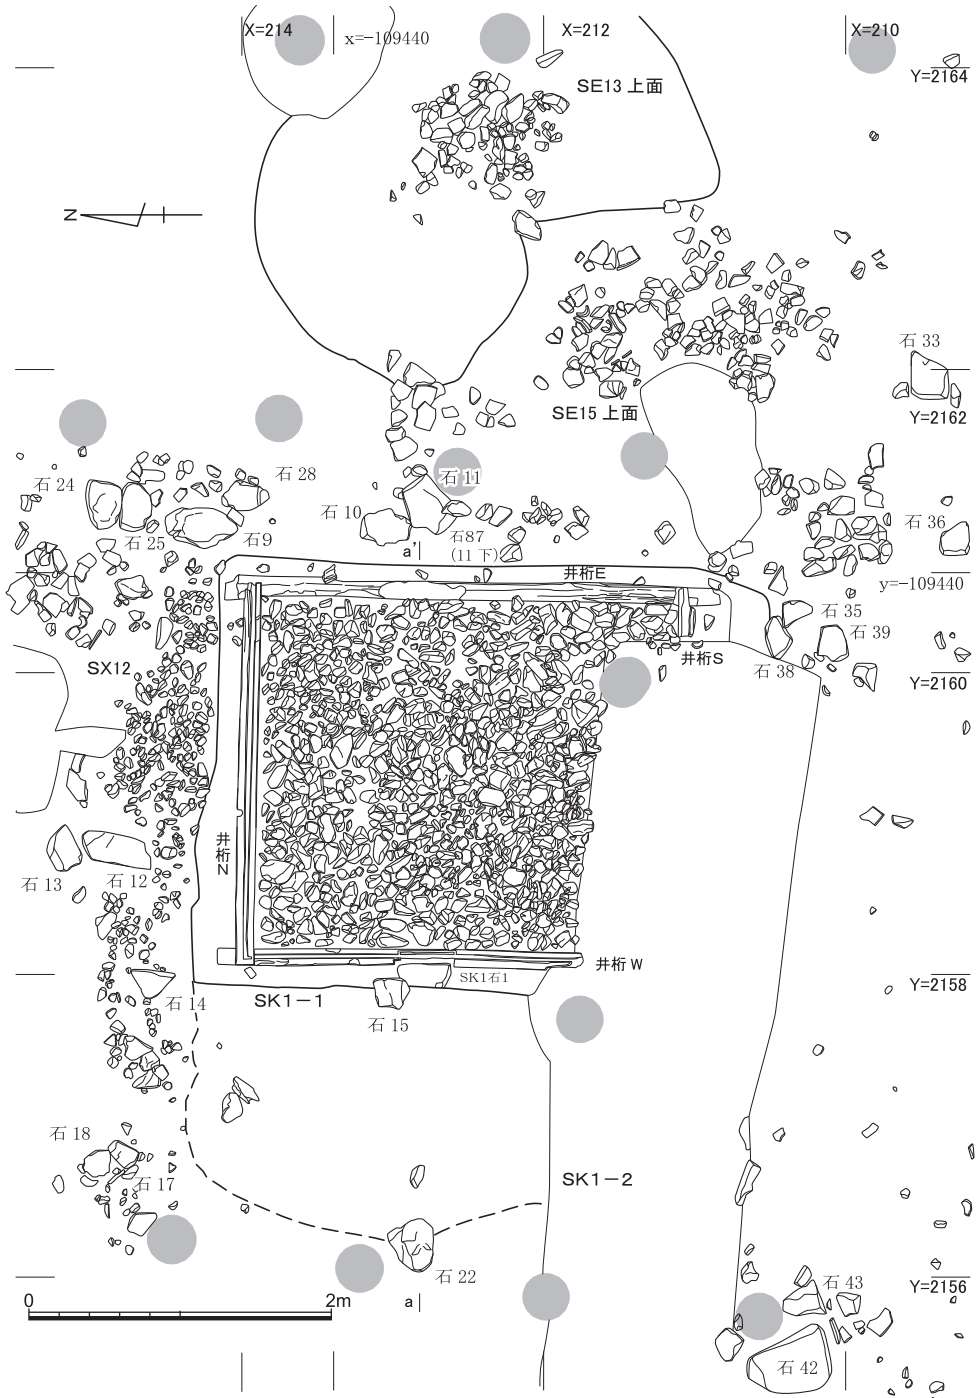 X=214
x=-109440
X=212
X=210
Y=2164
SE13 上面
N
石 33
SE15 上面
Y=2162
石 24
石 28
石 11
石 10
石 25
石9
石87
(11 下)
a'
石 36
井桁E
y=-109440
石 35
石 39
SX12
井桁S
石 38
Y=2160
井桁N
石 13
石 12
井桁 W
SK1石1
Y=2158
石 14
SK1-1
石 15
石 18
SK1-2
石 17
石 22
石 43
Y=2156
0
2m
a
石 42